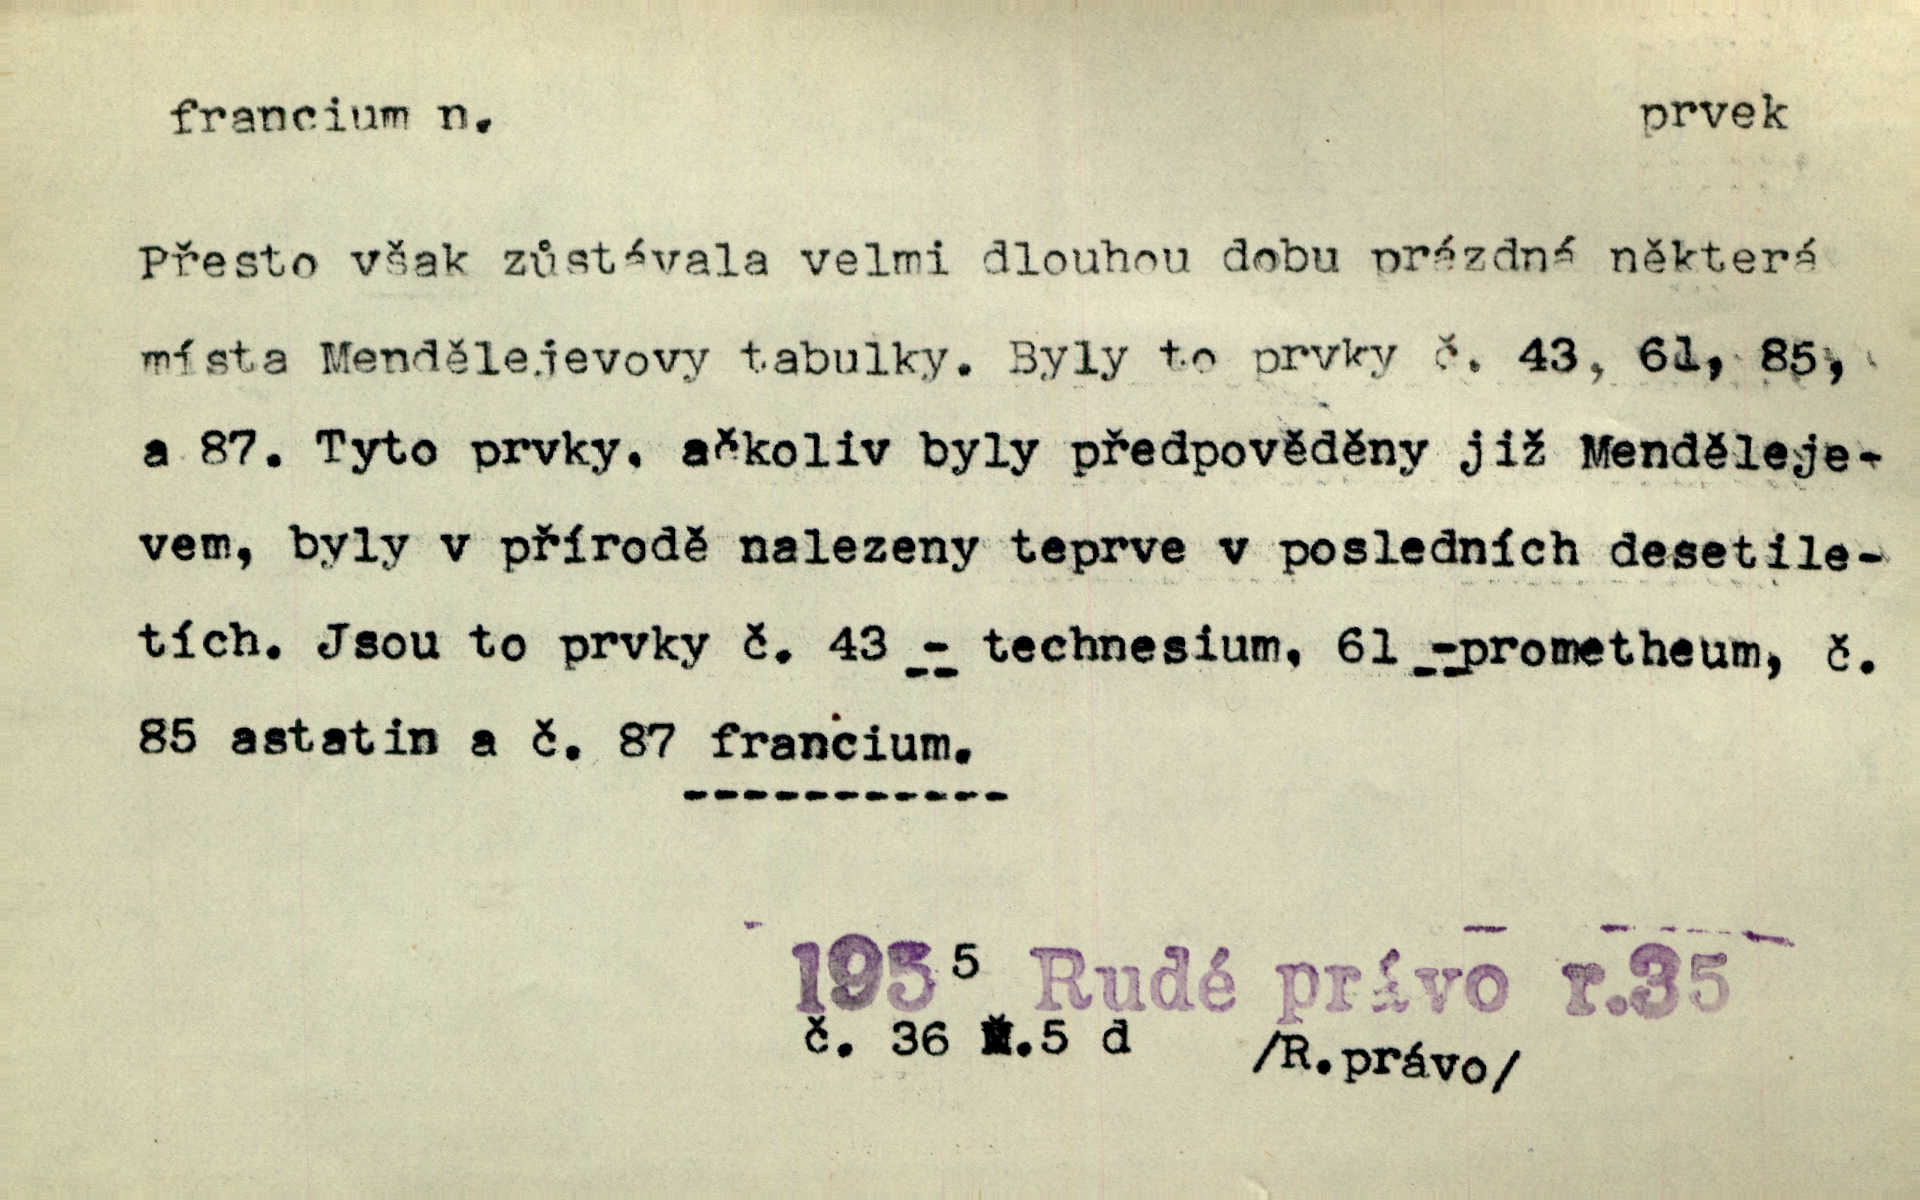 francium n. prvek
Přesto však zůstávala velmi dlouhou dobu prázdná některá
místa Mendělejevovy tabulky. Byly to prvky č. 43, 61, 85,
a 87. Tyto prvky, ačkoliv byly předpověděny již Menděleje-
vem, byly v přírodě nalezeny teprve v posledních desetile-
tích. Jsou to prvky č. 43 - technesium, 61 -prometheum, č.
85 astatin a č. 87 francium.
1955 Rudé právo r.35
č. 36 .5 d /R.právo/